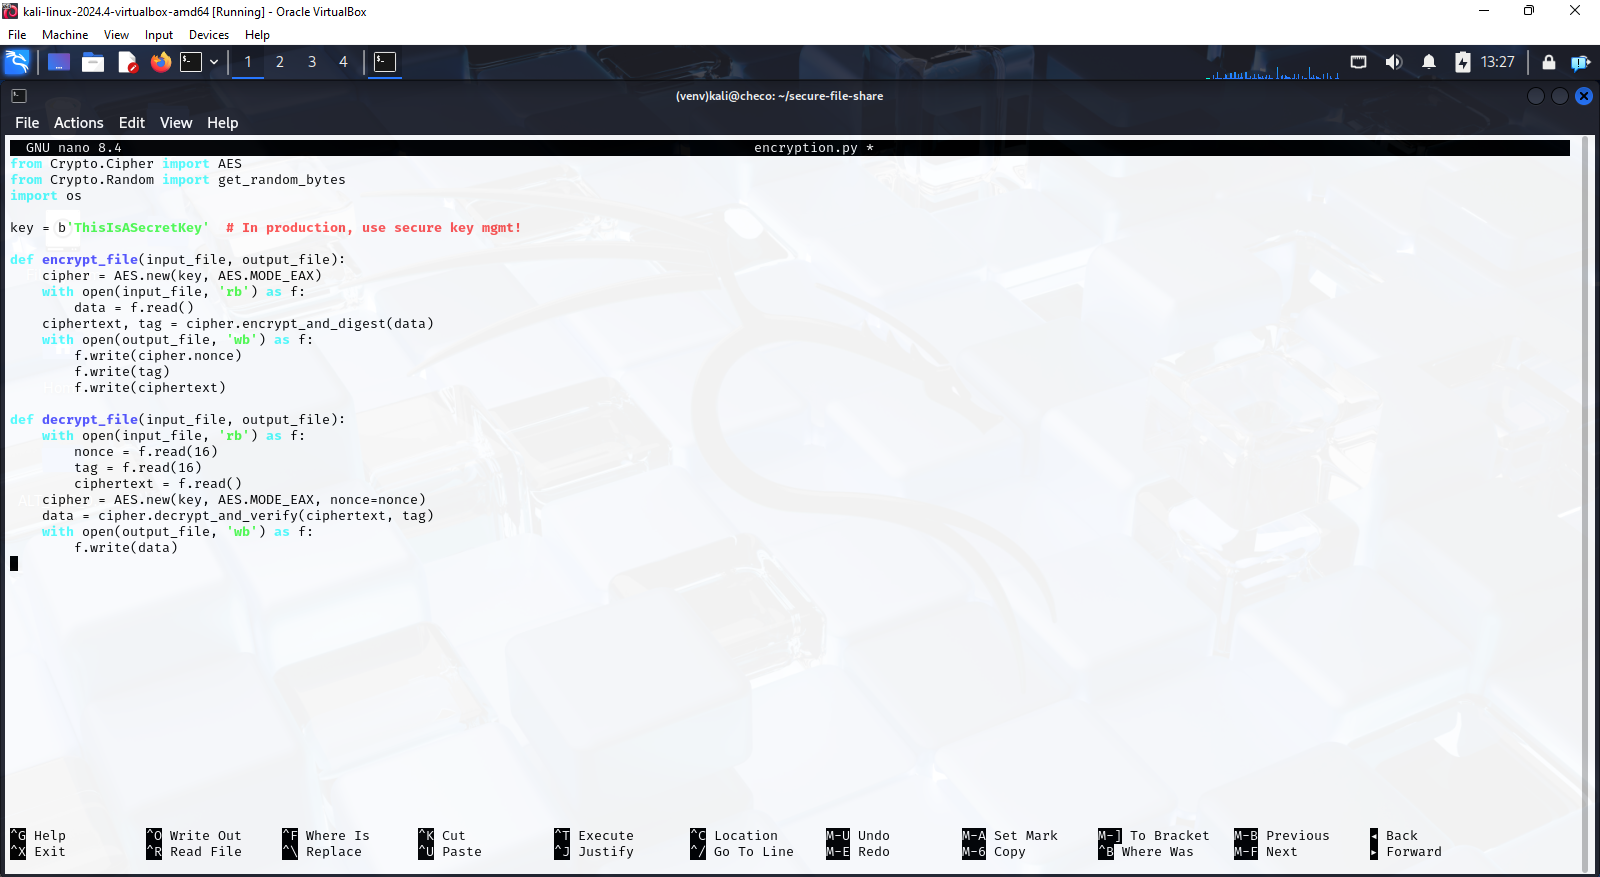 kali-linux-2024.4-virtualbox-amd64 [Running] - Oracle VirtualBox
File Machine View Input Devices Help
1 2 3 4 13:27
(venv)kali@checo: ~/secure-file-share
File Actions Edit View Help
GNU nano 8.4 encryption.py *
from Crypto.Cipher import AES
from Crypto.Random import get_random_bytes
import os
key = b'ThisIsASecretKey'  # In production, use secure key mgmt!
def encrypt_file(input_file, output_file):
    cipher = AES.new(key, AES.MODE_EAX)
    with open(input_file, 'rb') as f:
        data = f.read()
    ciphertext, tag = cipher.encrypt_and_digest(data)
    with open(output_file, 'wb') as f:
        f.write(cipher.nonce)
        f.write(tag)
        f.write(ciphertext)
def decrypt_file(input_file, output_file):
    with open(input_file, 'rb') as f:
        nonce = f.read(16)
        tag = f.read(16)
        ciphertext = f.read()
    cipher = AES.new(key, AES.MODE_EAX, nonce=nonce)
    data = cipher.decrypt_and_verify(ciphertext, tag)
    with open(output_file, 'wb') as f:
        f.write(data)
^G Help ^O Write Out ^F Where Is ^K Cut ^T Execute ^C Location M-U Undo M-A Set Mark M-] To Bracket M-B Previous ◂ Back
^X Exit ^R Read File ^\ Replace ^U Paste ^J Justify ^/ Go To Line M-E Redo M-6 Copy ^B Where Was M-F Next ▸ Forward